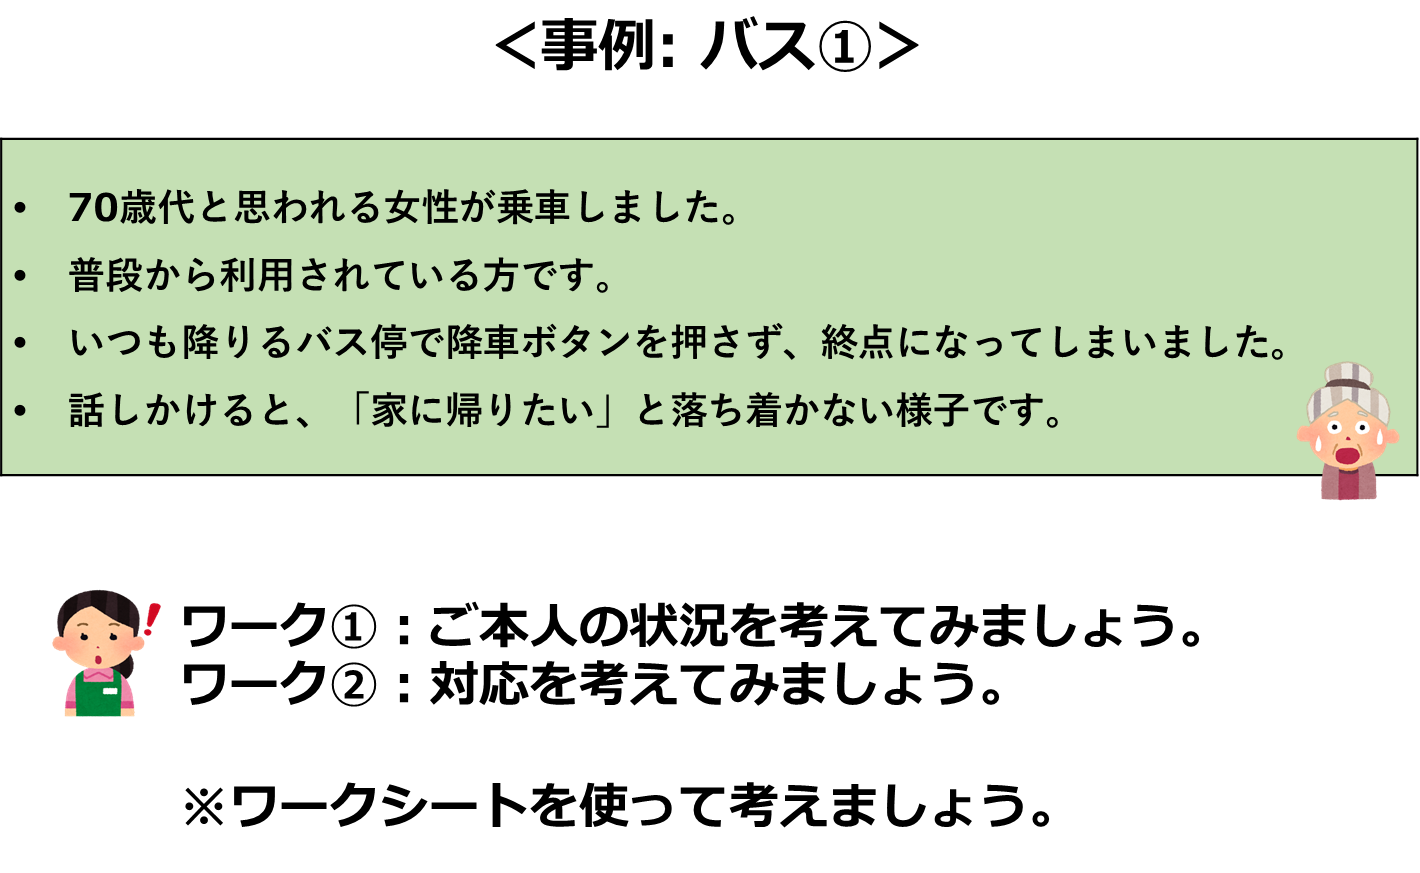 ＜事例: バス①＞
• 70歳代と思われる女性が乗車しました。
• 普段から利用されている方です。
• いつも降りるバス停で降車ボタンを押さず、終点になってしまいました。
• 話しかけると、「家に帰りたい」と落ち着かない様子です。
ワーク①：ご本人の状況を考えてみましょう。
ワーク②：対応を考えてみましょう。
※ワークシートを使って考えましょう。